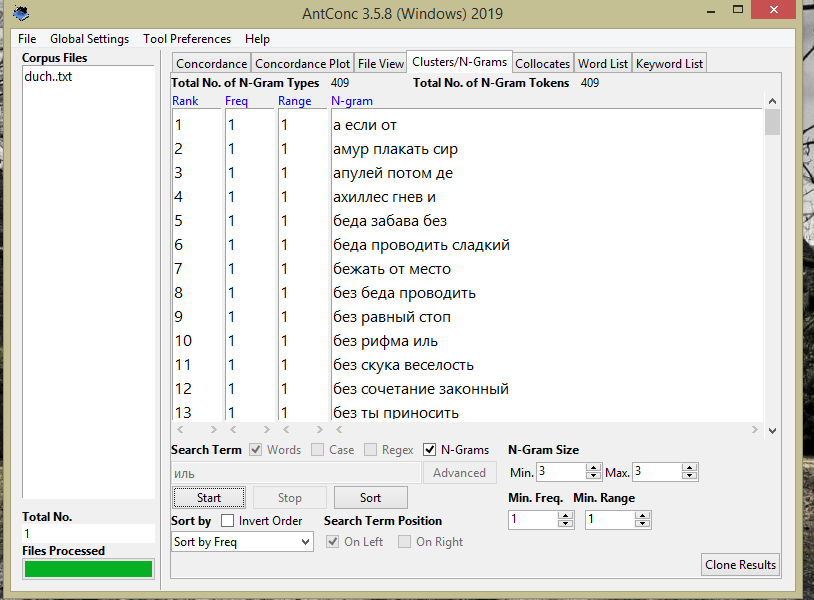 AntConc 3.5.8 (Windows) 2019
File Global Settings Tool Preferences Help
Corpus Files
duch..txt
Concordance Concordance Plot File View Clusters/N-Grams Collocates Word List Keyword List
Total No. of N-Gram Types 409 Total No. of N-Gram Tokens 409
Rank Freq Range N-gram
1 1 1 а если от
2 1 1 амур плакать сир
3 1 1 апулей потом де
4 1 1 ахиллес гнев и
5 1 1 беда забава без
6 1 1 беда проводить сладкий
7 1 1 бежать от место
8 1 1 без беда проводить
9 1 1 без равный стоп
10 1 1 без рифма иль
11 1 1 без скука веселость
12 1 1 без сочетание законный
13 1 1 без ты приносить
Search Term Words Case Regex N-Grams N-Gram Size
иль Advanced Min. 3 Max. 3
Start Stop Sort Min. Freq. Min. Range
Total No.
1
Sort by Invert Order Search Term Position 1 1
Files Processed
Sort by Freq On Left On Right
Clone Results